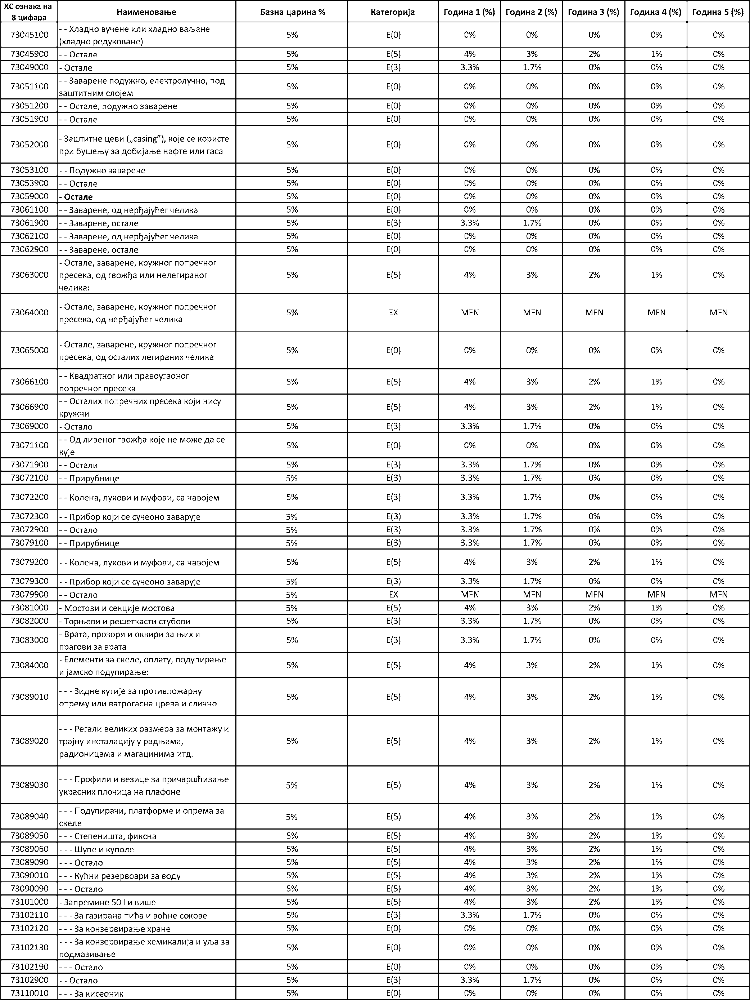 ХС ознака на 8 цифара Наименовање Базна царина % Категорија Година 1 (%) Година 2 (%) Година 3 (%) Година 4 (%) Година 5 (%)
73045100 - - Хладно вучене или хладно ваљане (хладно редуковане) 5% E(0) 0% 0% 0% 0% 0%
73045900 - - Остале 5% E(5) 4% 3% 2% 1% 0%
73049000 - Остале 5% E(3) 3.3% 1.7% 0% 0% 0%
73051100 - - Заварене подужно, електролучно, под заштитним слојем 5% E(0) 0% 0% 0% 0% 0%
73051200 - - Остале, подужно заварене 5% E(0) 0% 0% 0% 0% 0%
73051900 - - Остале 5% E(0) 0% 0% 0% 0% 0%
73052000 - Заштитне цеви („casing”), које се користе при бушењу за добијање нафте или гаса 5% E(0) 0% 0% 0% 0% 0%
73053100 - - Подужно заварене 5% E(0) 0% 0% 0% 0% 0%
73053900 - - Остале 5% E(0) 0% 0% 0% 0% 0%
73059000 - Остале 5% E(0) 0% 0% 0% 0% 0%
73061100 - - Заварене, од нерђајућег челика 5% E(0) 0% 0% 0% 0% 0%
73061900 - - Заварене, остале 5% E(3) 3.3% 1.7% 0% 0% 0%
73062100 - - Заварене, од нерђајућег челика 5% E(0) 0% 0% 0% 0% 0%
73062900 - - Заварене, остале 5% E(0) 0% 0% 0% 0% 0%
73063000 - Остале, заварене, кружног попречног пресека, од гвожђа или нелегираног челика: 5% E(5) 4% 3% 2% 1% 0%
73064000 - Остале, заварене, кружног попречног пресека, од нерђајућег челика 5% EX MFN MFN MFN MFN MFN
73065000 - Остале, заварене, кружног попречног пресека, од осталих легираних челика 5% E(0) 0% 0% 0% 0% 0%
73066100 - - Квадратног или правоугаоног попречног пресека 5% E(5) 4% 3% 2% 1% 0%
73066900 - - Осталих попречних пресека који нису кружни 5% E(5) 4% 3% 2% 1% 0%
73069000 - Остало 5% E(3) 3.3% 1.7% 0% 0% 0%
73071100 - - Од ливеног гвожђа које не може да се кује 5% E(0) 0% 0% 0% 0% 0%
73071900 - - Остали 5% E(3) 3.3% 1.7% 0% 0% 0%
73072100 - - Прирубнице 5% E(3) 3.3% 1.7% 0% 0% 0%
73072200 - - Колена, лукови и муфови, са навојем 5% E(3) 3.3% 1.7% 0% 0% 0%
73072300 - - Прибор који се сучеоно заварује 5% E(3) 3.3% 1.7% 0% 0% 0%
73072900 - - Остало 5% E(3) 3.3% 1.7% 0% 0% 0%
73079100 - - Прирубнице 5% E(3) 3.3% 1.7% 0% 0% 0%
73079200 - - Колена, лукови и муфови, са навојем 5% E(5) 4% 3% 2% 1% 0%
73079300 - - Прибор који се сучеоно заварује 5% E(3) 3.3% 1.7% 0% 0% 0%
73079900 - - Остало 5% EX MFN MFN MFN MFN MFN
73081000 - Мостови и секције мостова 5% E(5) 4% 3% 2% 1% 0%
73082000 - Торњеви и решеткасти стубови 5% E(3) 3.3% 1.7% 0% 0% 0%
73083000 - Врата, прозори и оквири за њих и прагови за врата 5% E(3) 3.3% 1.7% 0% 0% 0%
73084000 - Елементи за скеле, оплату, подупирање и јамско подупирање: 5% E(5) 4% 3% 2% 1% 0%
73089010 - - - Зидне кутије за противпожарну опрему или ватрогасна црева и слично 5% E(5) 4% 3% 2% 1% 0%
73089020 - - - Регали великих размера за монтажу и трајну инсталацију у радњама, радионицама и магацинима итд. 5% E(5) 4% 3% 2% 1% 0%
73089030 - - - Профили и везице за причвршћивање украсних плочица на плафоне 5% E(5) 4% 3% 2% 1% 0%
73089040 - - - Подупирачи, платформе и опрема за скеле 5% E(5) 4% 3% 2% 1% 0%
73089050 - - - Степеништа, фиксна 5% E(5) 4% 3% 2% 1% 0%
73089060 - - - Шупе и куполе 5% E(5) 4% 3% 2% 1% 0%
73089090 - - - Остало 5% E(5) 4% 3% 2% 1% 0%
73090010 - - - Кућни резервоари за воду 5% E(5) 4% 3% 2% 1% 0%
73090090 - - - Остало 5% E(5) 4% 3% 2% 1% 0%
73101000 - Запремине 50 l и више 5% E(5) 4% 3% 2% 1% 0%
73102110 - - - За газирана пића и воћне сокове 5% E(3) 3.3% 1.7% 0% 0% 0%
73102120 - - - За конзервирање хране 5% E(0) 0% 0% 0% 0% 0%
73102130 - - - За конзервирање хемикалија и уља за подмазивање 5% E(0) 0% 0% 0% 0% 0%
73102190 - - - Остало 5% E(0) 0% 0% 0% 0% 0%
73102900 - - Остало 5% E(3) 3.3% 1.7% 0% 0% 0%
73110010 - - - За кисеоник 5% E(0) 0% 0% 0% 0% 0%